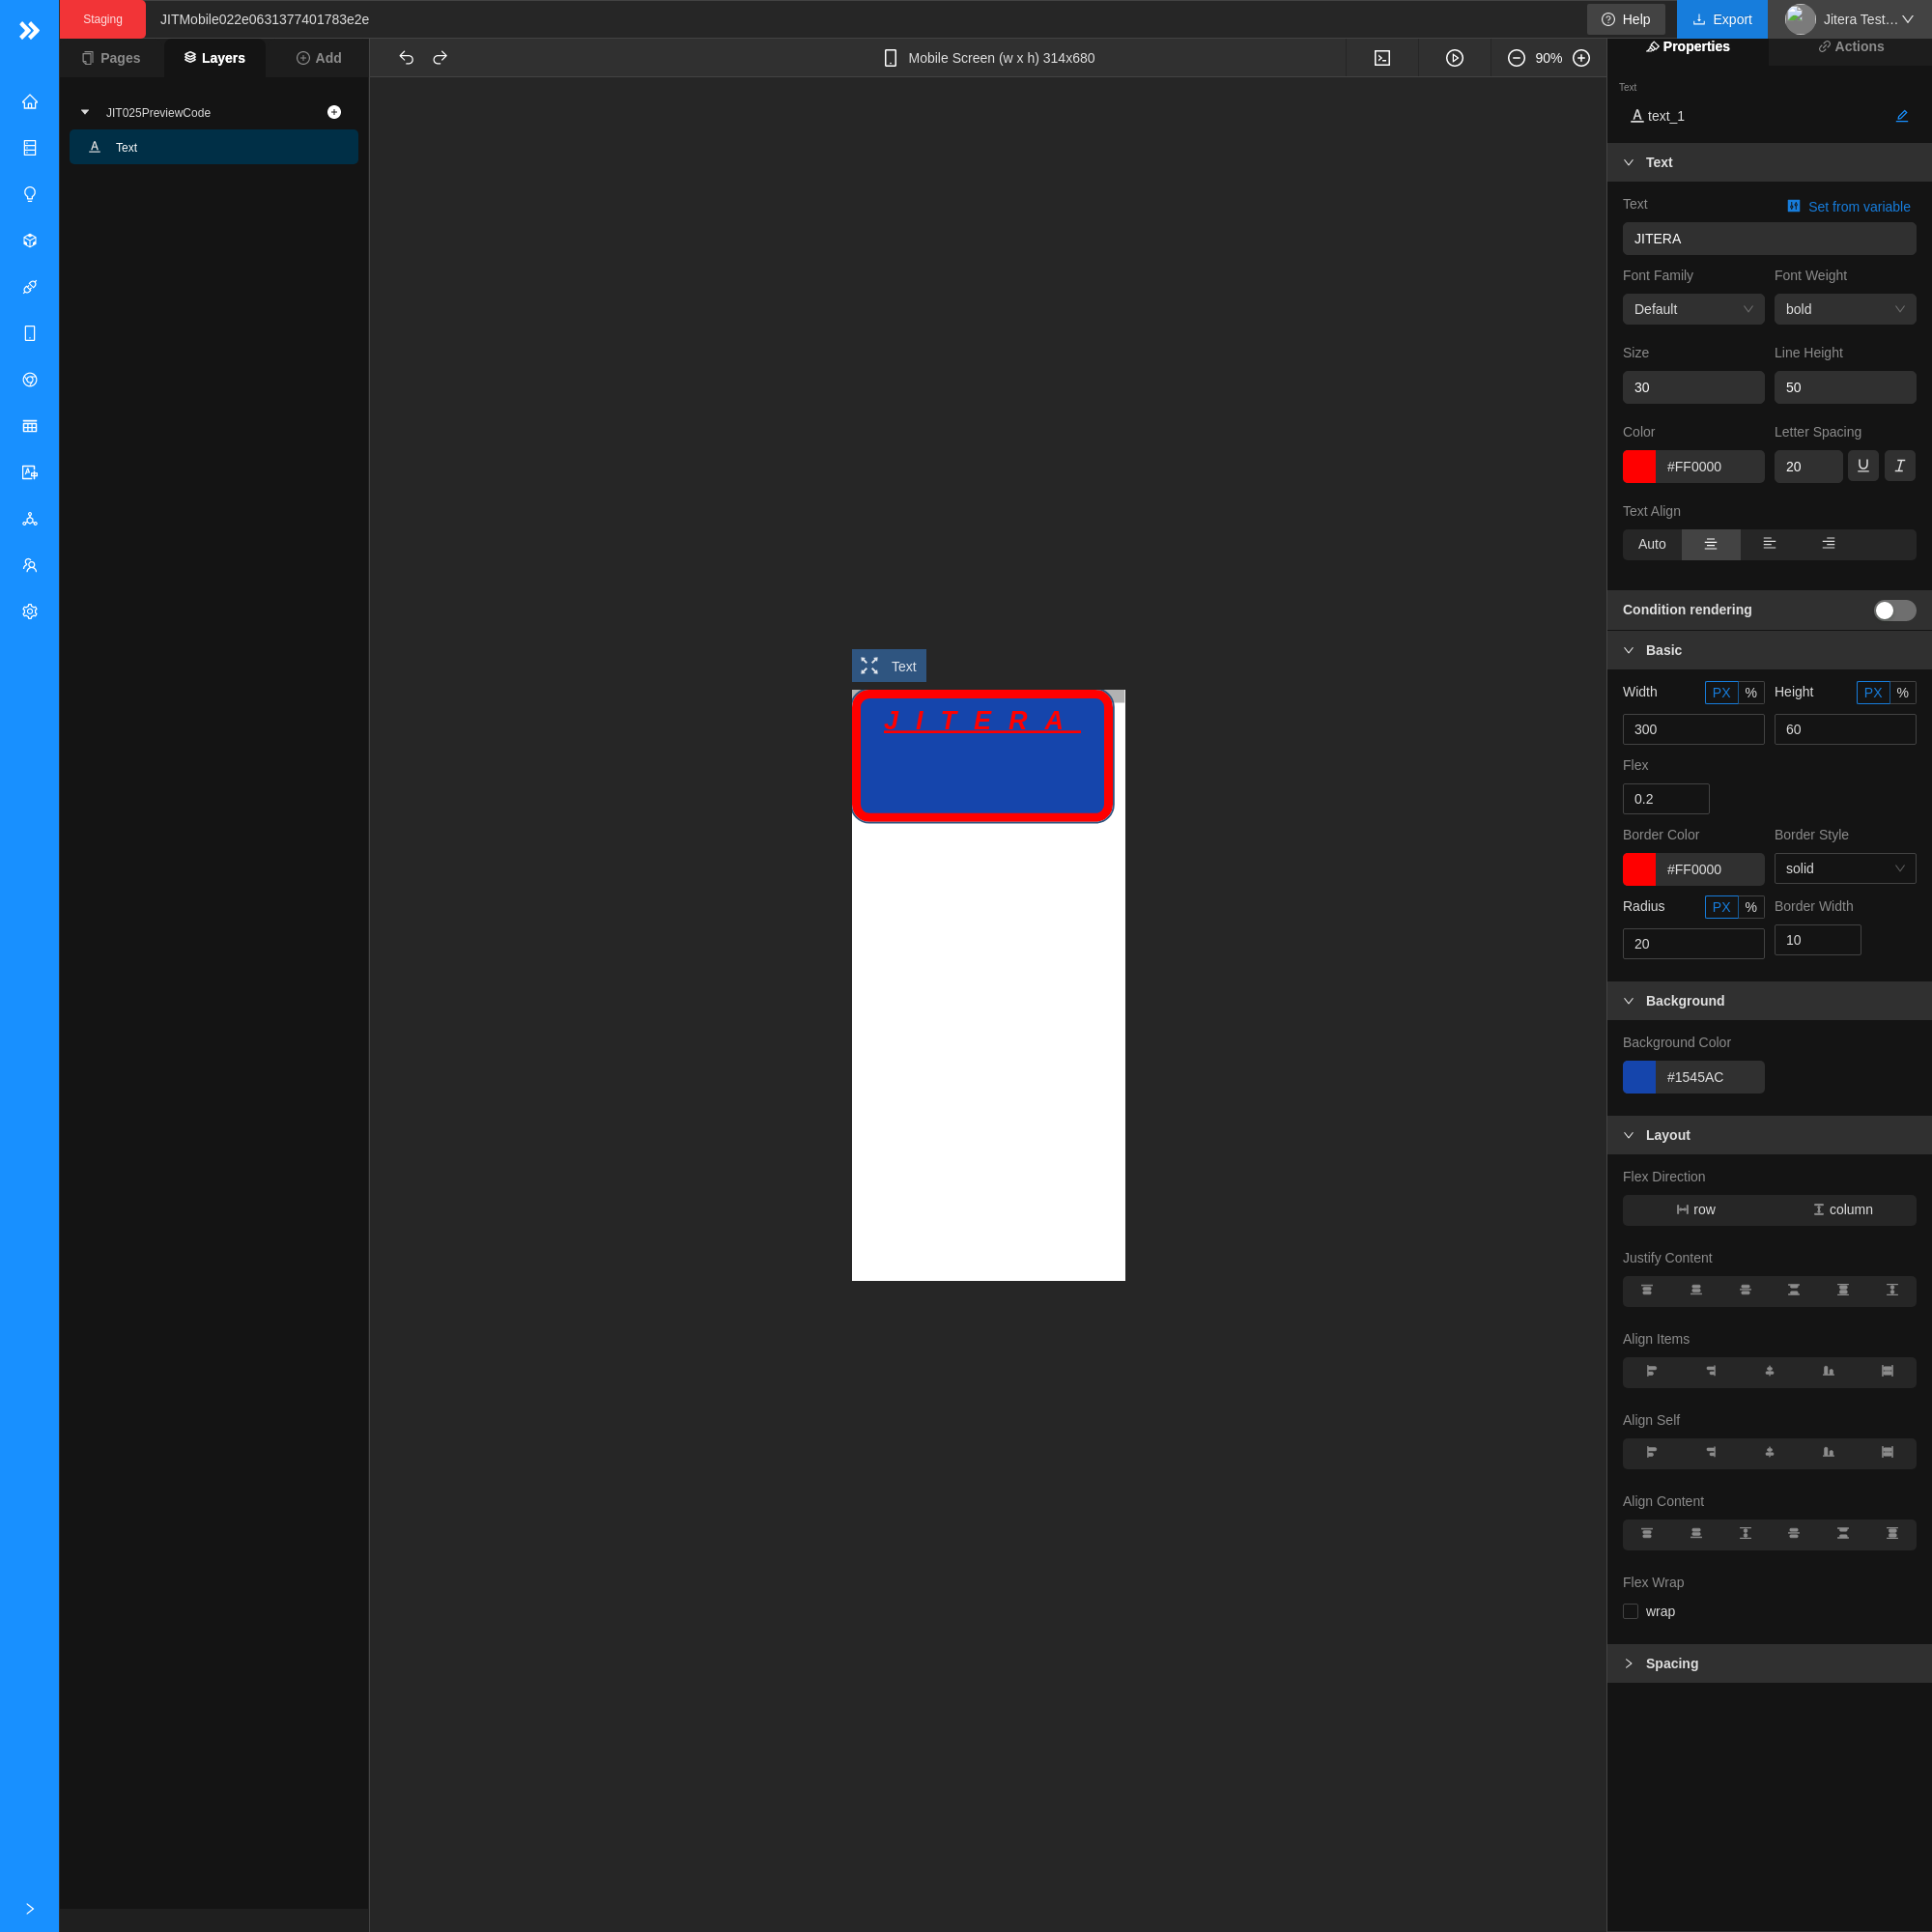 Staging
JITMobile022e0631377401783e2e
Help
Export
Jitera Test...
Pages
Layers
Add
Mobile Screen (w x h) 314x680
90%
Properties
Actions
JIT025PreviewCode
Text
Text
text_1
Text
Text
Set from variable
JITERA
Font Family
Font Weight
Default
bold
Size
Line Height
30
50
Color
Letter Spacing
#FF0000
20
Text Align
Auto
Condition rendering
Basic
Width
PX
%
Height
PX
%
300
60
Flex
0.2
Border Color
Border Style
#FF0000
solid
Radius
PX
%
Border Width
20
10
Background
Background Color
#1545AC
Layout
Flex Direction
row
column
Justify Content
Align Items
Align Self
Align Content
Flex Wrap
wrap
Spacing
Text
JITERA